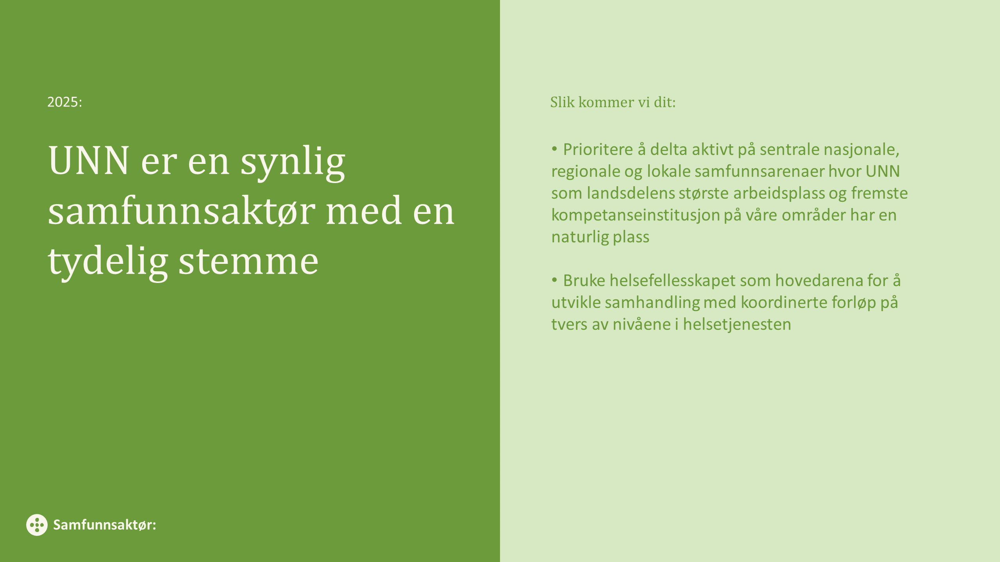 2025:
UNN er en synlig
samfunnsaktør med en
tydelig stemme
Samfunnsaktør:
Slik kommer vi dit:
• Prioritere å delta aktivt på sentrale nasjonale,
regionale og lokale samfunnsarenaer hvor UNN
som landsdelens største arbeidsplass og fremste
kompetanseinstitusjon på våre områder har en
naturlig plass
• Bruke helsefellesskapet som hovedarena for å
utvikle samhandling med koordinerte forløp på
tvers av nivåene i helsetjenesten